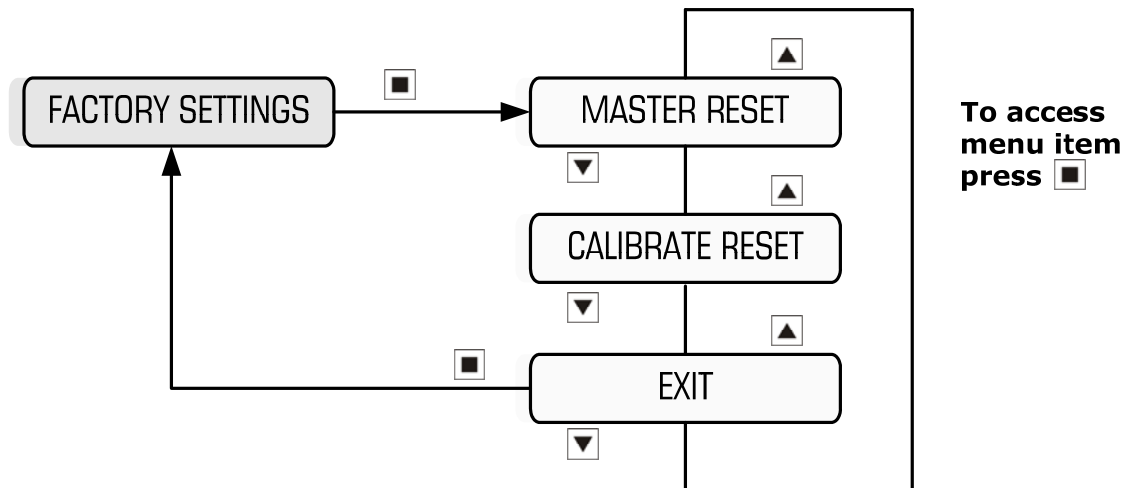 FACTORY SETTINGS
MASTER RESET
CALIBRATE RESET
EXIT
To access
menu item
press